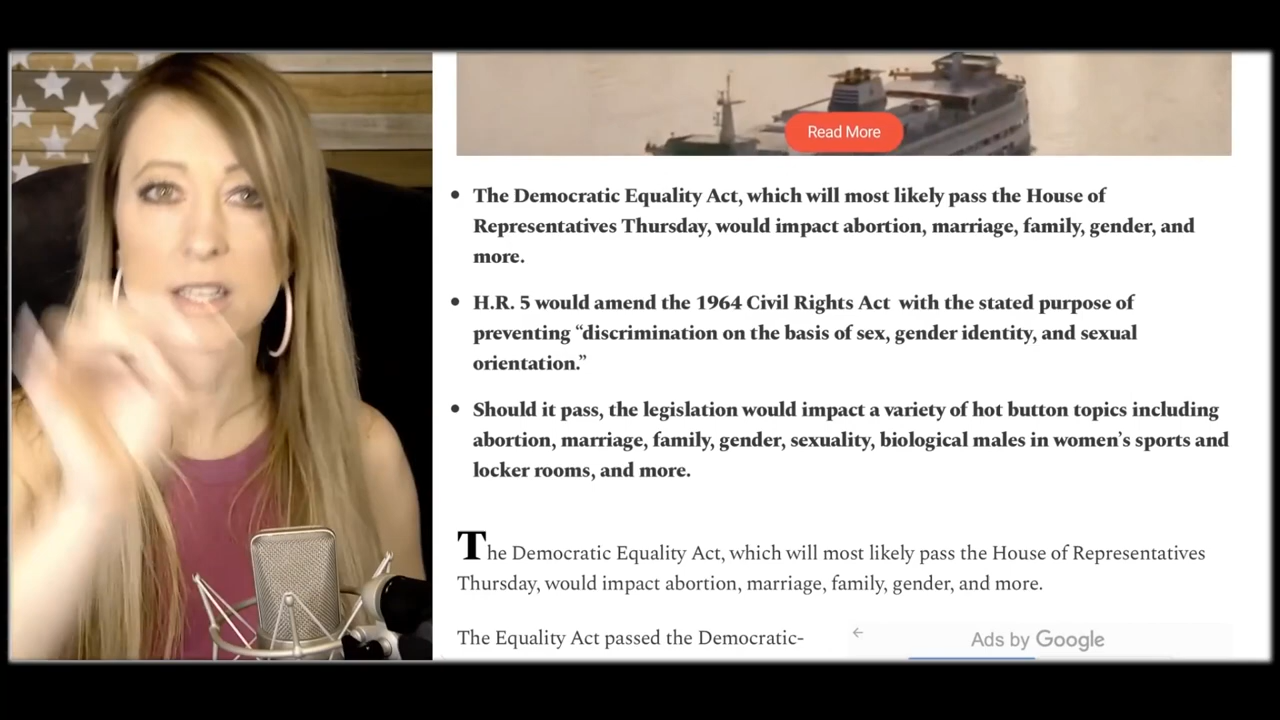 Read More
The Democratic Equality Act, which will most likely pass the House of
Representatives Thursday, would impact abortion, marriage, family, gender, and
more.
H.R. 5 would amend the 1964 Civil Rights Act with the stated purpose of
preventing “discrimination on the basis of sex, gender identity, and sexual
orientation.”
Should it pass, the legislation would impact a variety of hot button topics including
abortion, marriage, family, gender, sexuality, biological males in women’s sports and
locker rooms, and more.
The Democratic Equality Act, which will most likely pass the House of Representatives
Thursday, would impact abortion, marriage, family, gender, and more.
The Equality Act passed the Democratic-
Ads by Google